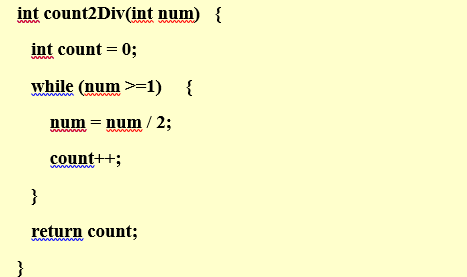 int count2Div(int num) {
int count = 0;
while (num >=1) {
num = num / 2;
count++;
}
return count;
}